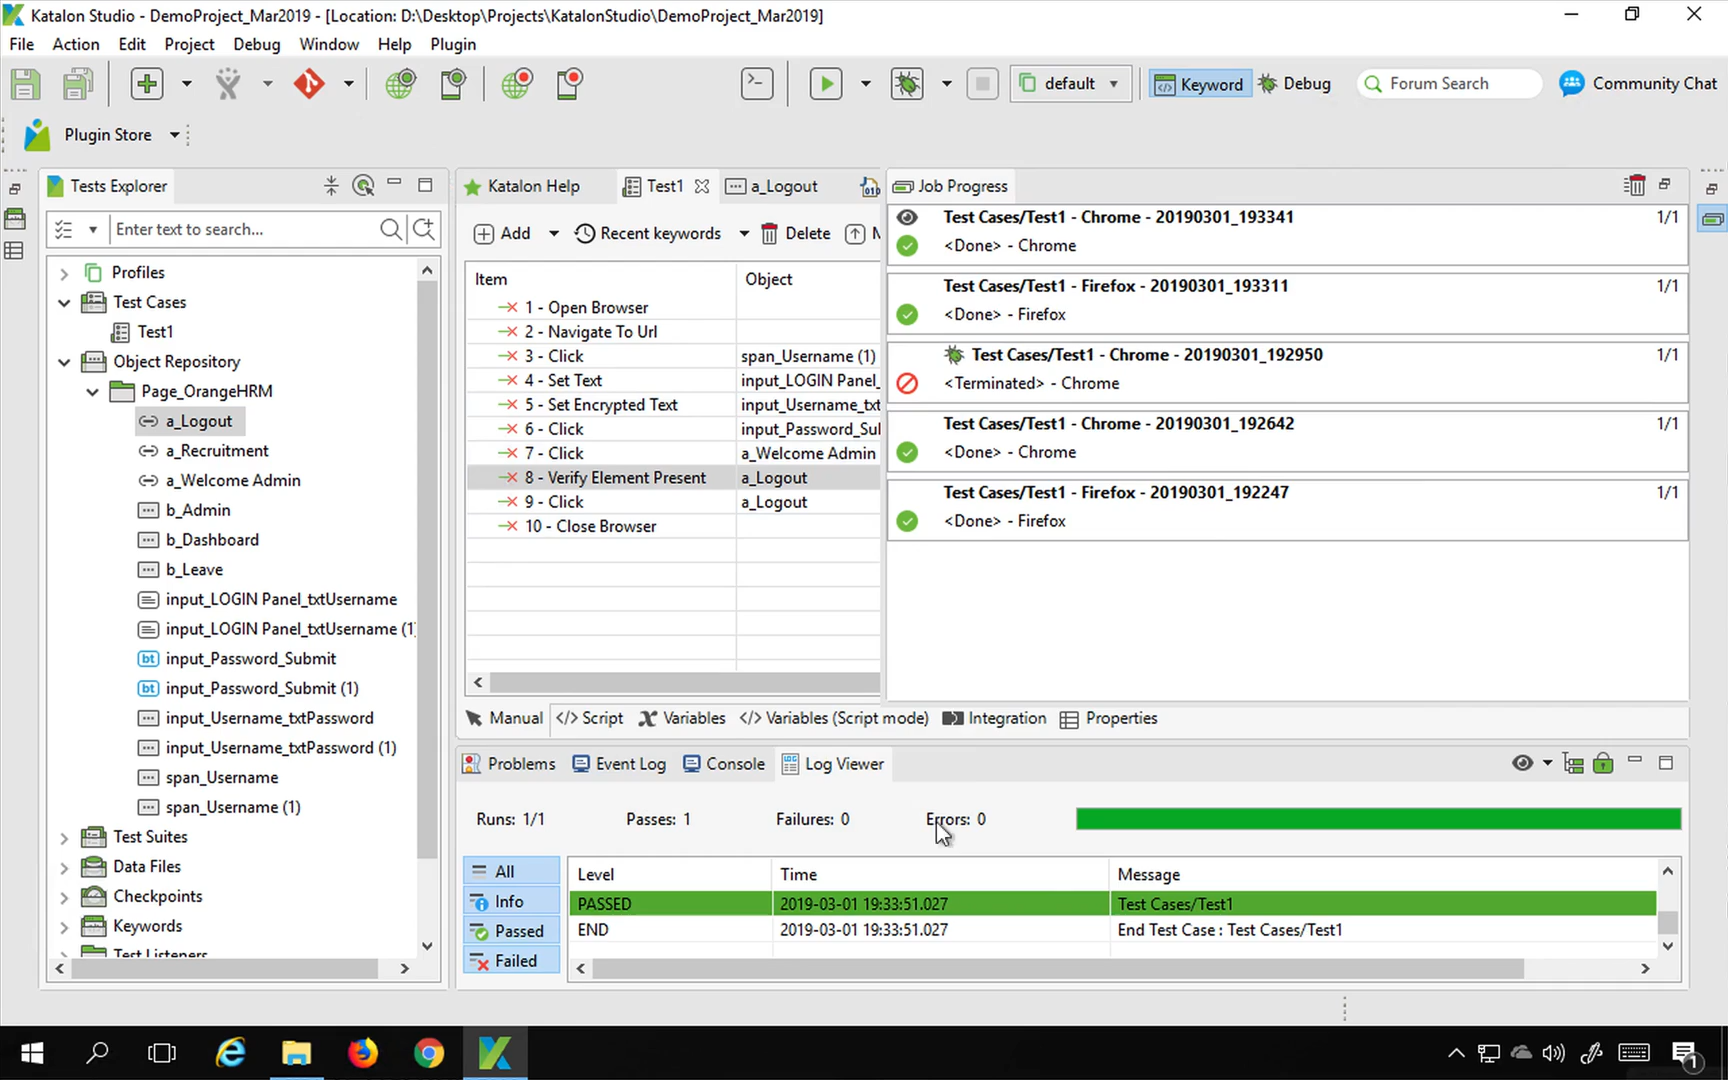 Katalon Studio - DemoProject_Mar2019 - [Location: D:\Desktop\Projects\KatalonStudio\DemoProject_Mar2019]
File Action Edit Project Debug Window Help Plugin
default Keyword Debug Forum Search Community Chat
Plugin Store
Tests Explorer
Enter text to search...
Profiles
Test Cases
Test1
Object Repository
Page_OrangeHRM
a_Logout
a_Recruitment
a_Welcome Admin
b_Admin
b_Dashboard
b_Leave
input_LOGIN Panel_txtUsername
input_LOGIN Panel_txtUsername (1)
bt input_Password_Submit
bt input_Password_Submit (1)
input_Username_txtPassword
input_Username_txtPassword (1)
span_Username
span_Username (1)
Test Suites
Data Files
Checkpoints
Keywords
Test Listeners
Katalon Help Test1 a_Logout
Add Recent keywords Delete M
Item Object
1 - Open Browser
2 - Navigate To Url
3 - Click span_Username (1)
4 - Set Text input_LOGIN Panel_
5 - Set Encrypted Text input_Username_txt
6 - Click input_Password_Sul
7 - Click a_Welcome Admin
8 - Verify Element Present a_Logout
9 - Click a_Logout
10 - Close Browser
Manual </> Script Variables </> Variables (Script mode) Integration Properties
Job Progress
Test Cases/Test1 - Chrome - 20190301_193341 1/1
<Done> - Chrome
Test Cases/Test1 - Firefox - 20190301_193311 1/1
<Done> - Firefox
Test Cases/Test1 - Chrome - 20190301_192950 1/1
<Terminated> - Chrome
Test Cases/Test1 - Chrome - 20190301_192642 1/1
<Done> - Chrome
Test Cases/Test1 - Firefox - 20190301_192247 1/1
<Done> - Firefox
Problems Event Log Console Log Viewer
Runs: 1/1 Passes: 1 Failures: 0 Errors: 0
All
Info
Passed
Failed
Level Time Message
PASSED 2019-03-01 19:33:51.027 Test Cases/Test1
END 2019-03-01 19:33:51.027 End Test Case : Test Cases/Test1
1